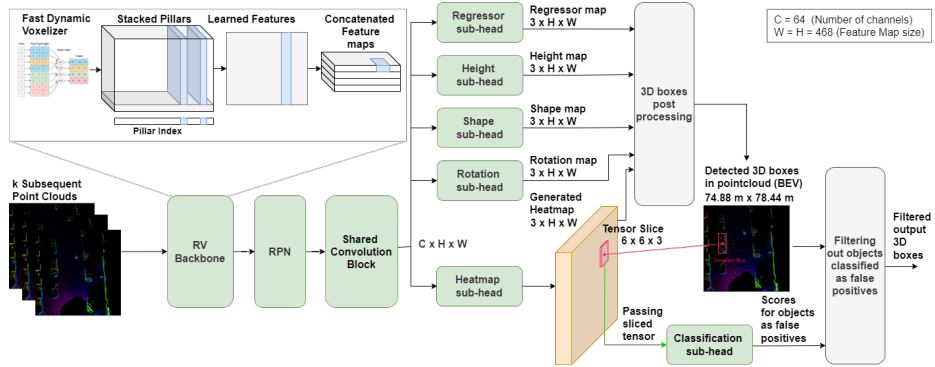 Fast Dynamic
Voxelizer
Stacked Pillars
Learned Features
Concatenated
Feature
maps
Pillar Index
C = 64 (Number of channels)
W = H = 468 (Feature Map size)
Regressor
sub-head
Regressor map
3 x H x W
Height
sub-head
Height map
3 x H x W
Shape
sub-head
Shape map
3 x H x W
Rotation
sub-head
Rotation map
3 x H x W
Generated
Heatmap
3 x H x W
3D boxes
post
processing
k Subsequent
Point Clouds
RV
Backbone
RPN
Shared
Convolution
Block
C x H x W
Heatmap
sub-head
Tensor Slice
6 x 6 x 3
Detected 3D boxes
in pointcloud (BEV)
74.88 m x 78.44 m
Detected Box
Passing
sliced
tensor
Classification
sub-head
Scores
for objects
as false
positives
Filtering
out objects
classified
as false
positives
Filtered
output
3D
boxes